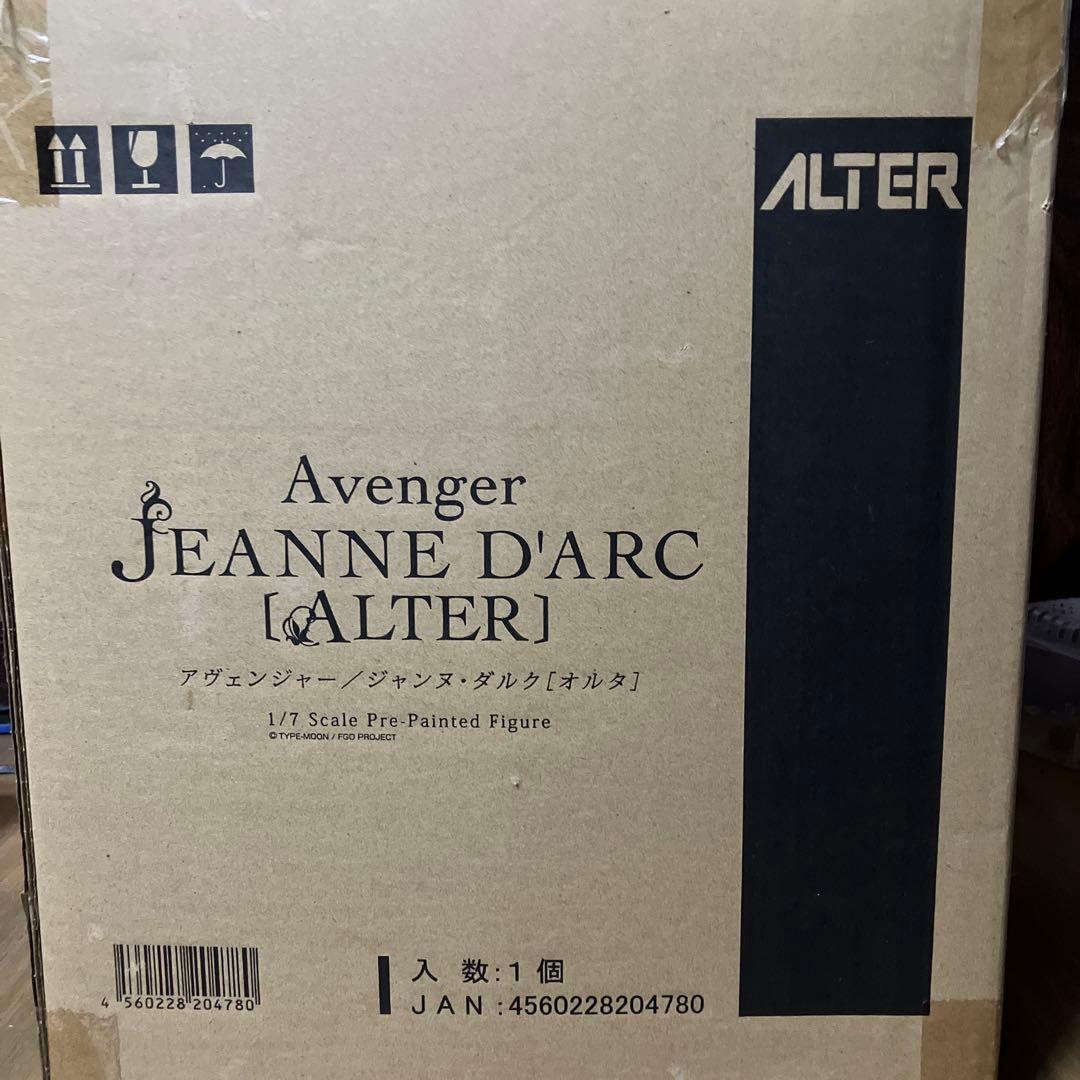 ALTER
Avenger
JEANNE D'ARC
[ALTER]
アヴェンジャー／ジャンヌ・ダルク［オルタ］
1/7 Scale Pre-Painted Figure
© TYPE-MOON / FGO PROJECT
4 560228 204780
入 数：1 個
JAN :4560228204780